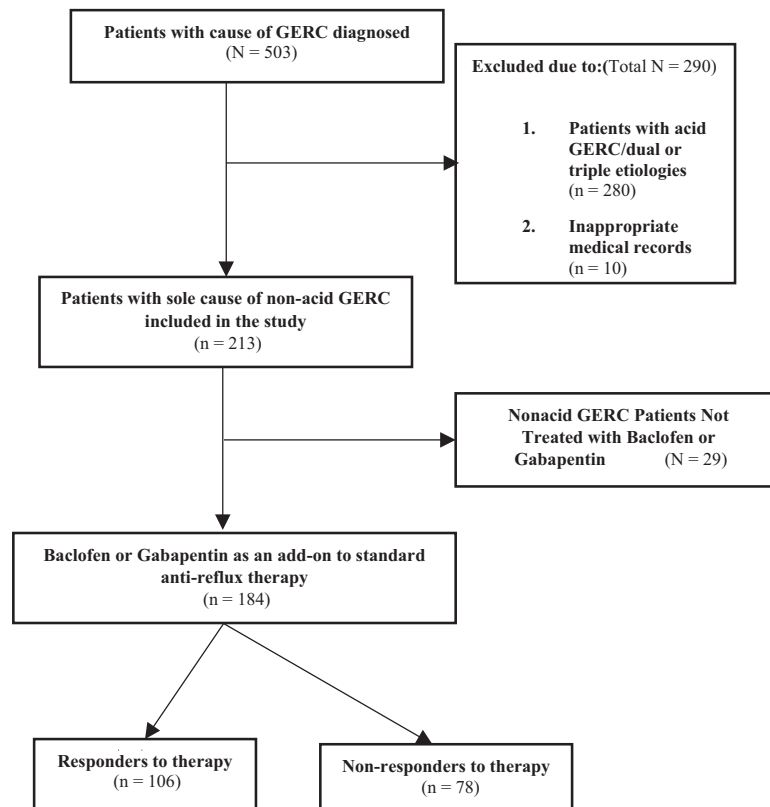 Patients with cause of GERC diagnosed
(N = 503)
Excluded due to:(Total N = 290)
1. Patients with acid
GERC/dual or
triple etiologies
(n = 280)
2. Inappropriate
medical records
(n = 10)
Patients with sole cause of non-acid GERC
included in the study
(n = 213)
Nonacid GERC Patients Not
Treated with Baclofen or
Gabapentin (N = 29)
Baclofen or Gabapentin as an add-on to standard
anti-reflux therapy
(n = 184)
Responders to therapy
(n = 106)
Non-responders to therapy
(n = 78)